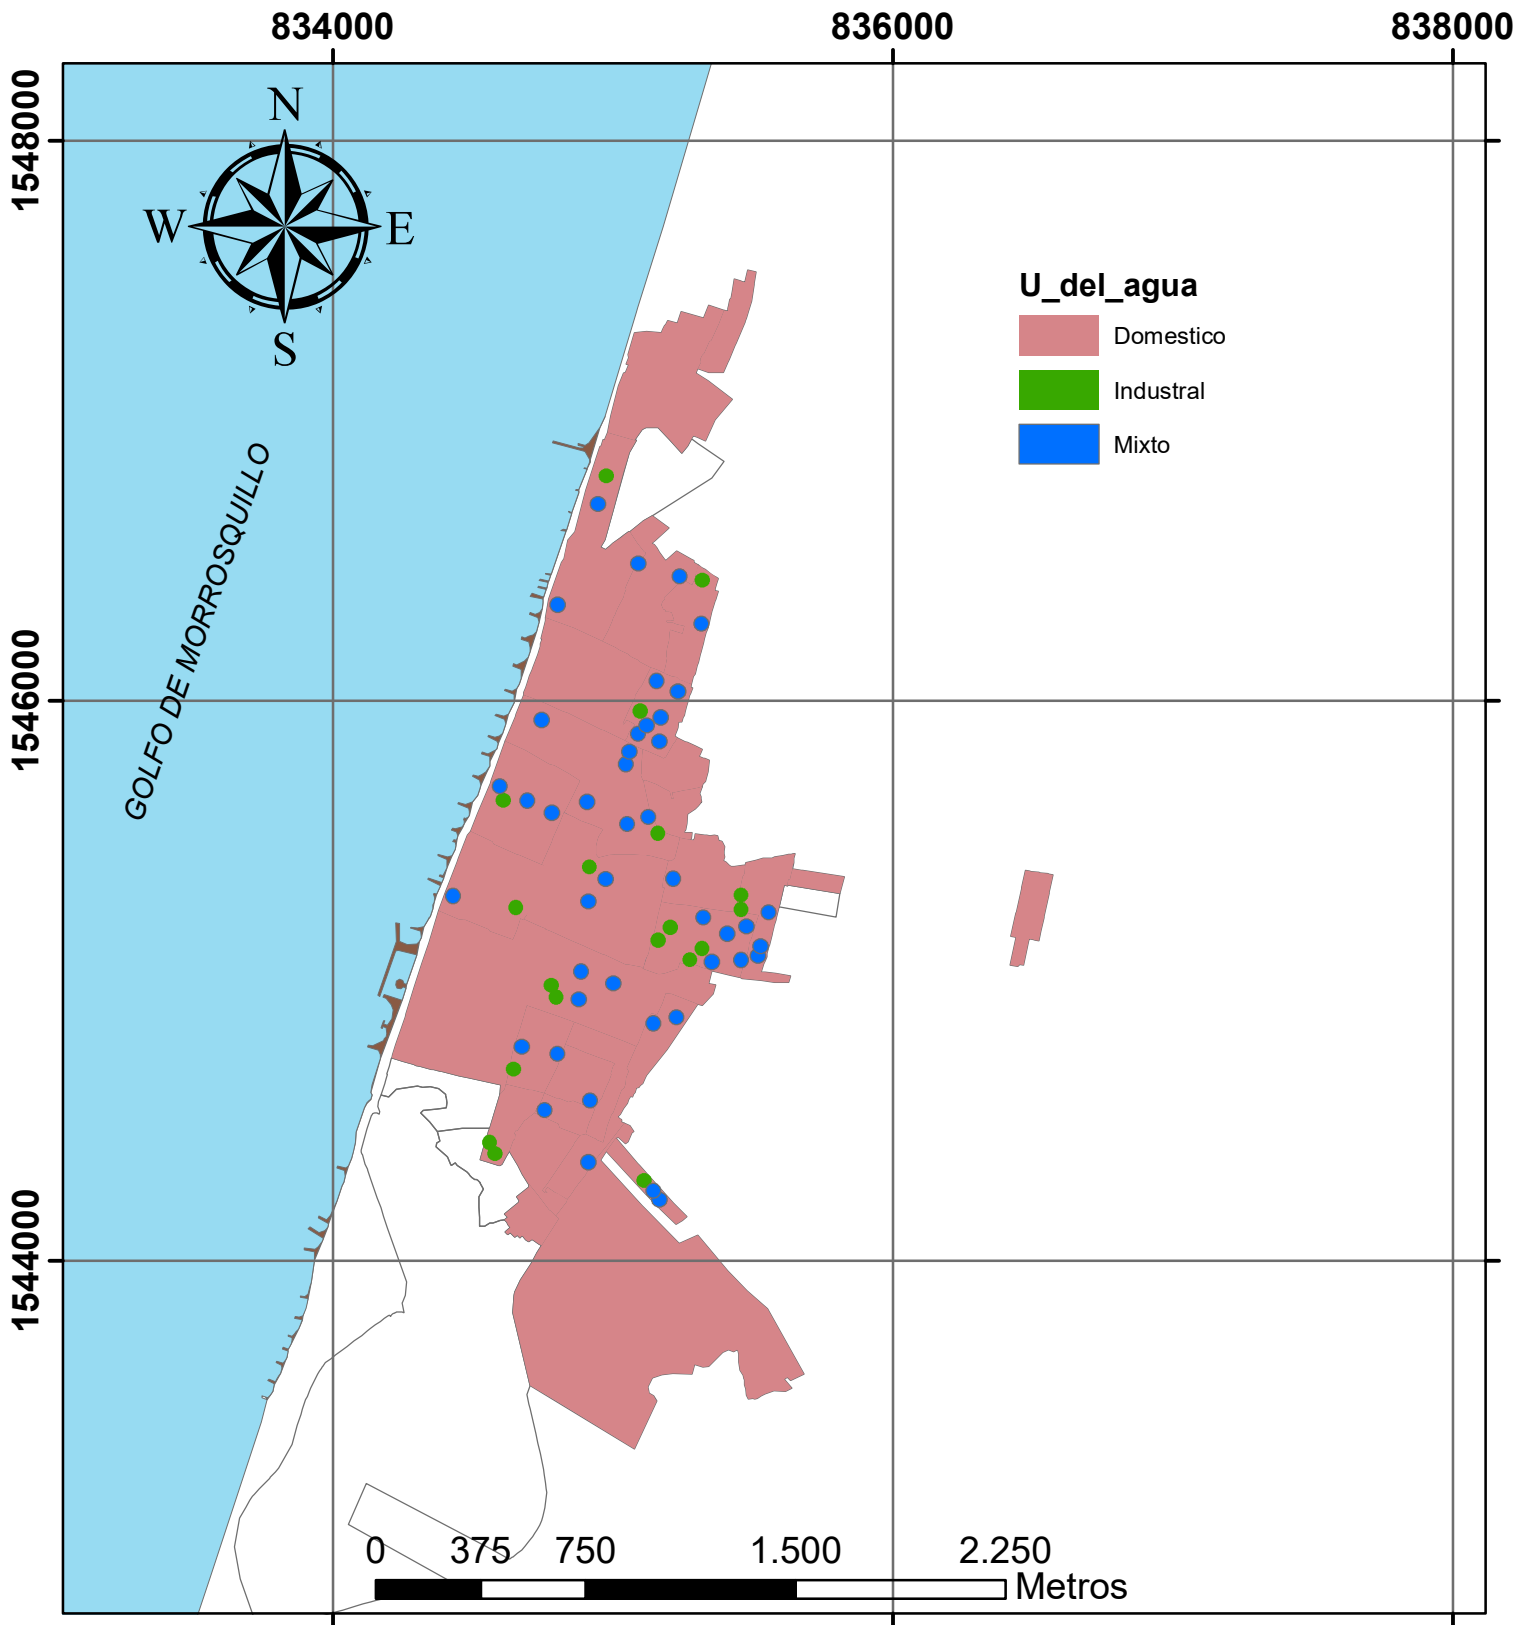 834000
836000
838000
1548000
1546000
1544000
N
W
E
S
GOLFO DE MORROSQUILLO
U_del_agua
Domestico
Industral
Mixto
0 375 750 1.500 2.250
Metros